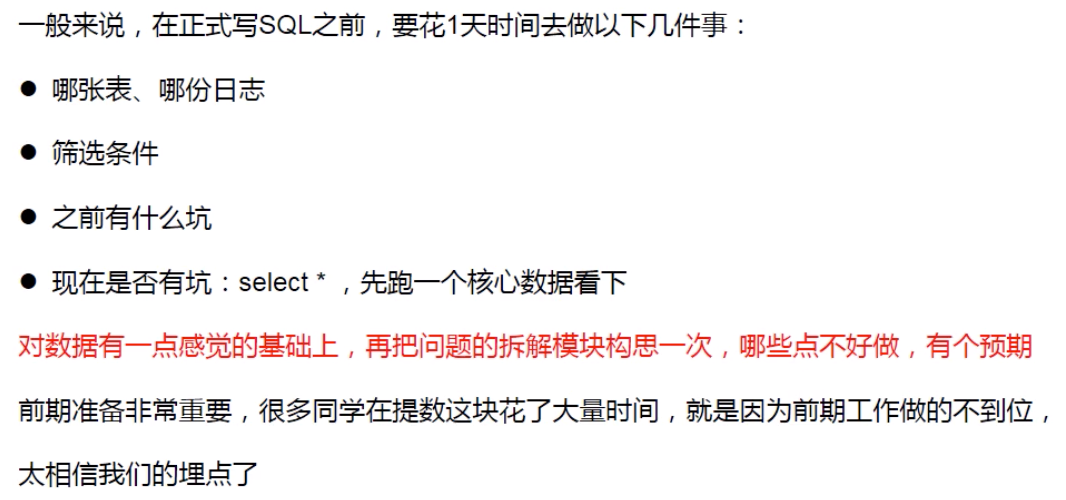 一般来说，在正式写SQL之前，要花1天时间去做以下几件事：
● 哪张表、哪份日志
● 筛选条件
● 之前有什么坑
● 现在是否有坑：select * ，先跑一个核心数据看下
对数据有一点感觉的基础上，再把问题的拆解模块构思一次，哪些点不好做，有个预期
前期准备非常重要，很多同学在提数这块花了大量时间，就是因为前期工作做的不到位，
太相信我们的埋点了